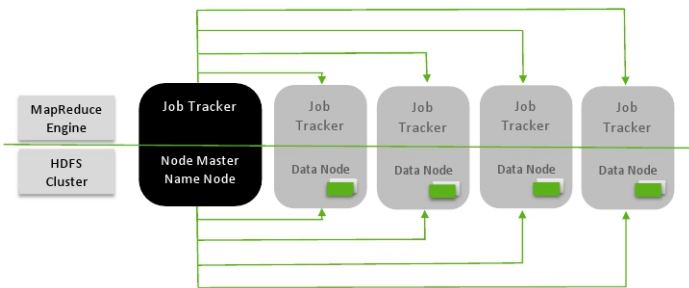 MapReduce
Engine
Job Tracker
Job
Tracker
Job
Tracker
Job
Tracker
Job
Tracker
HDFS
Cluster
Node Master
Name Node
Data Node
Data Node
Data Node
Data Node